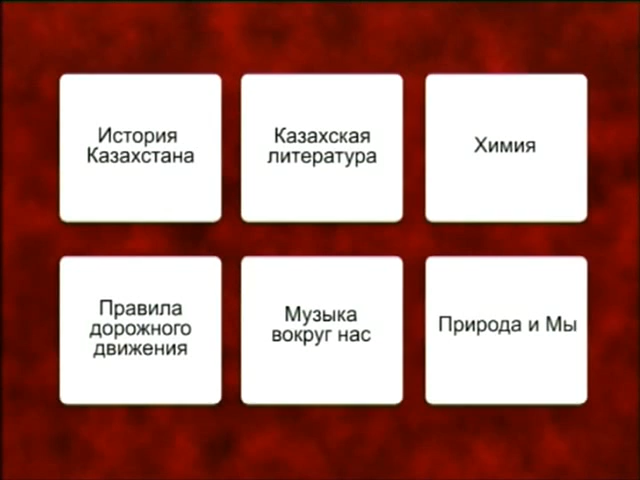 История
Казахстана
Казахская
литература
Химия
Правила
дорожного
движения
Музыка
вокруг нас
Природа и Мы